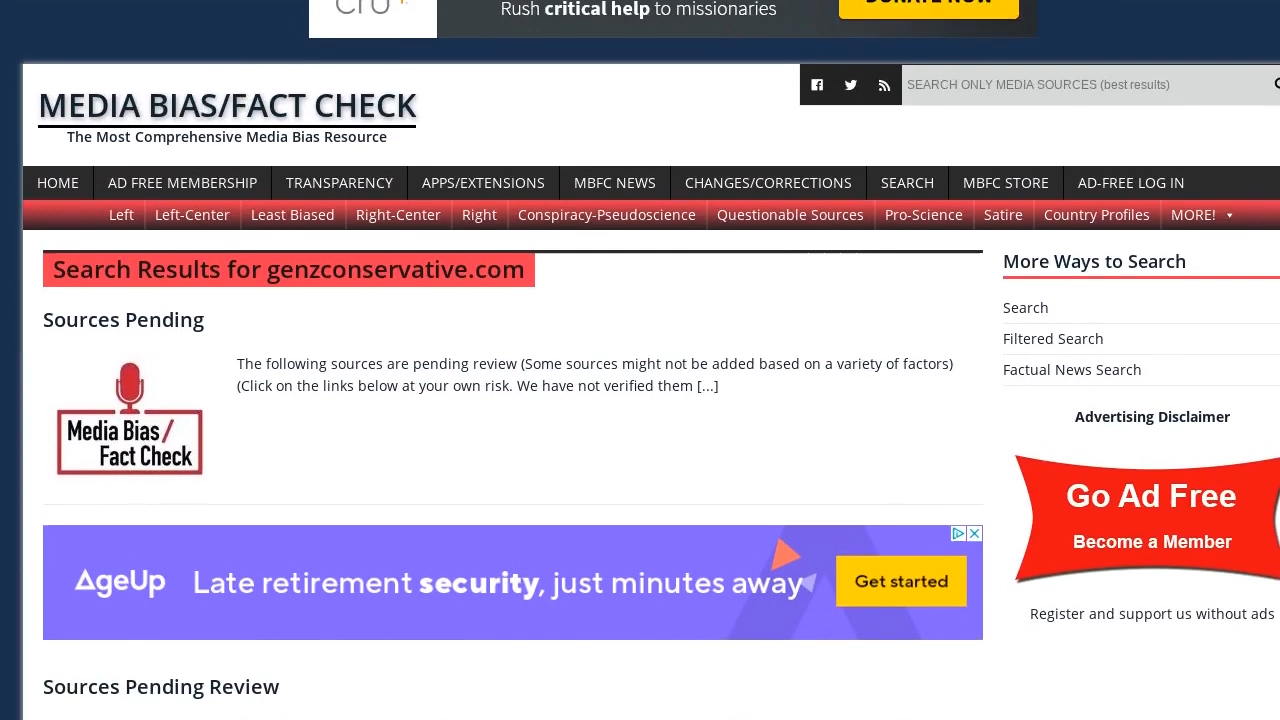 cru
Rush critical help to missionaries
DONATE NOW
MEDIA BIAS/FACT CHECK
The Most Comprehensive Media Bias Resource
SEARCH ONLY MEDIA SOURCES (best results)
HOME
AD FREE MEMBERSHIP
TRANSPARENCY
APPS/EXTENSIONS
MBFC NEWS
CHANGES/CORRECTIONS
SEARCH
MBFC STORE
AD-FREE LOG IN
Left
Left-Center
Least Biased
Right-Center
Right
Conspiracy-Pseudoscience
Questionable Sources
Pro-Science
Satire
Country Profiles
MORE!
Search Results for genzconservative.com
Sources Pending
Media Bias/
Fact Check
The following sources are pending review (Some sources might not be added based on a variety of factors)
(Click on the links below at your own risk. We have not verified them [...]
AgeUp
Late retirement security, just minutes away
Get started
Sources Pending Review
More Ways to Search
Search
Filtered Search
Factual News Search
Advertising Disclaimer
Go Ad Free
Become a Member
Register and support us without ads